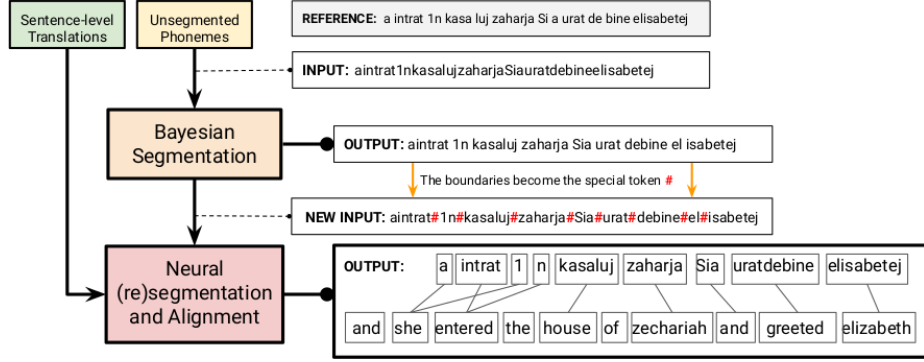 Sentence-level
Translations
Unsegmented
Phonemes
REFERENCE: a intrat 1n kasa luj zaharja Si a urat de bine elisabetej
INPUT: aintrat1nkasalujzaharjaSiauratdebineelisabetej
Bayesian
Segmentation
OUTPUT: aintrat 1n kasaluj zaharja Sia urat debine el isabetej
The boundaries become the special token #
NEW INPUT: aintrat#1n#kasaluj#zaharja#Sia#urat#debine#el#isabetej
Neural
(re)segmentation
and Alignment
OUTPUT: a intrat 1 n kasaluj zaharja Sia uratdebine elisabetej
and she entered the house of zechariah and greeted elizabeth